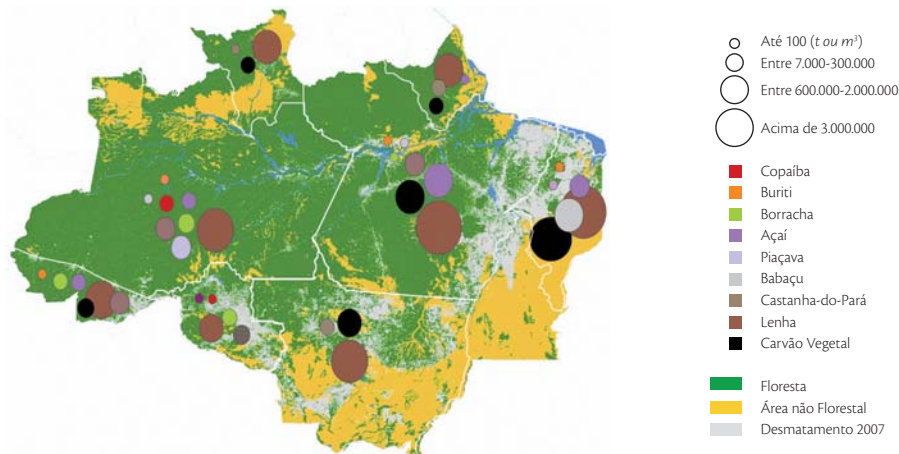 Até 100 (t ou m³)
Entre 7.000-300.000
Entre 600.000-2.000.000
Acima de 3.000.000
Copaíba
Buriti
Borracha
Açaí
Piaçava
Babaçu
Castanha-do-Pará
Lenha
Carvão Vegetal
Floresta
Área não Florestal
Desmatamento 2007